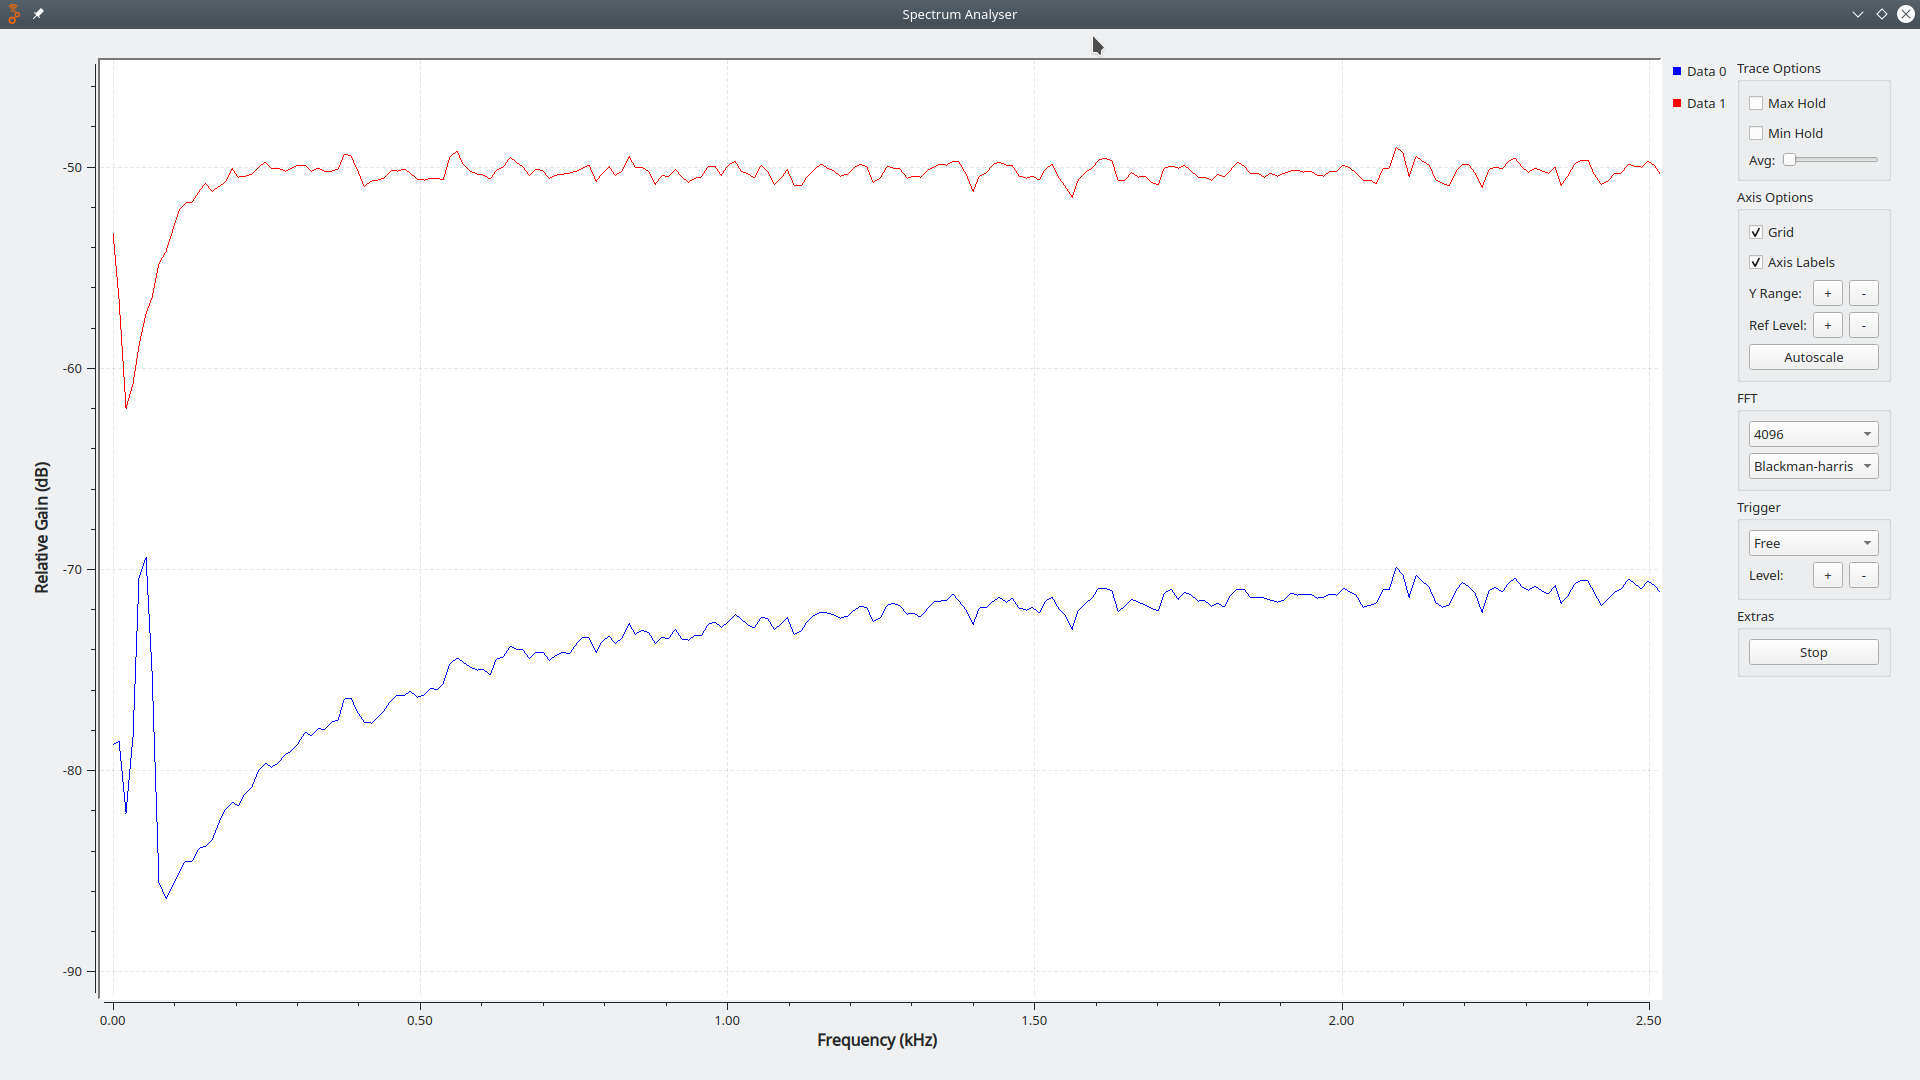 Spectrum Analyser
Data 0
Data 1
Trace Options
Max Hold
Min Hold
Avg:
Axis Options
Grid
Axis Labels
Y Range: + -
Ref Level: + -
Autoscale
FFT
4096
Blackman-harris
Trigger
Free
Level: + -
Extras
Stop
Relative Gain (dB)
-50
-60
-70
-80
-90
0.00 0.50 1.00 1.50 2.00 2.50
Frequency (kHz)